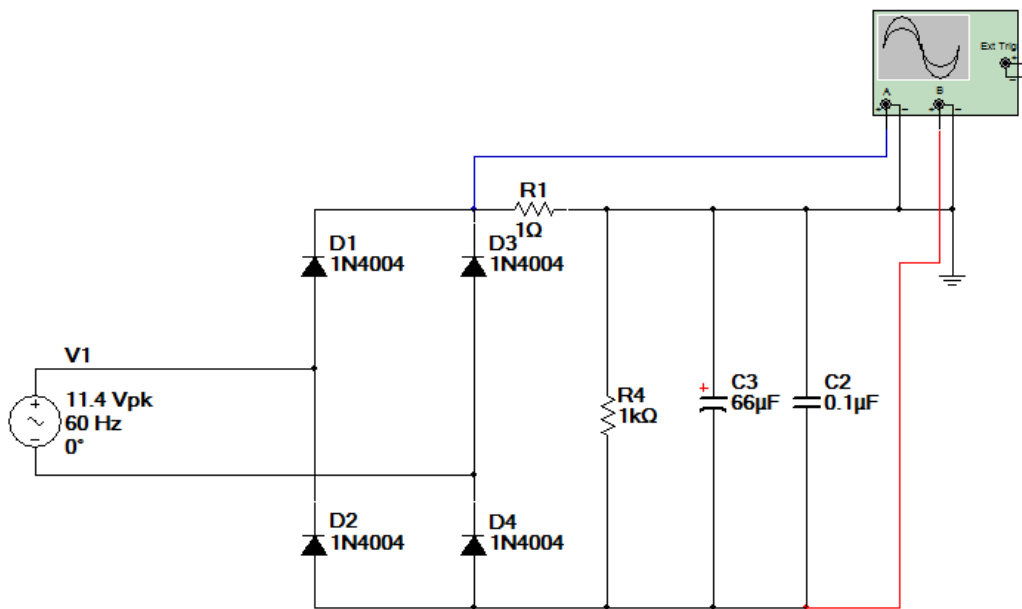 Ext Trig
+
−
A
B
+ −
+ −
R1
1Ω
D1
1N4004
D3
1N4004
V1
+
−
11.4 Vpk
60 Hz
0°
R4
1kΩ
+
C3
66µF
C2
0.1µF
D2
1N4004
D4
1N4004